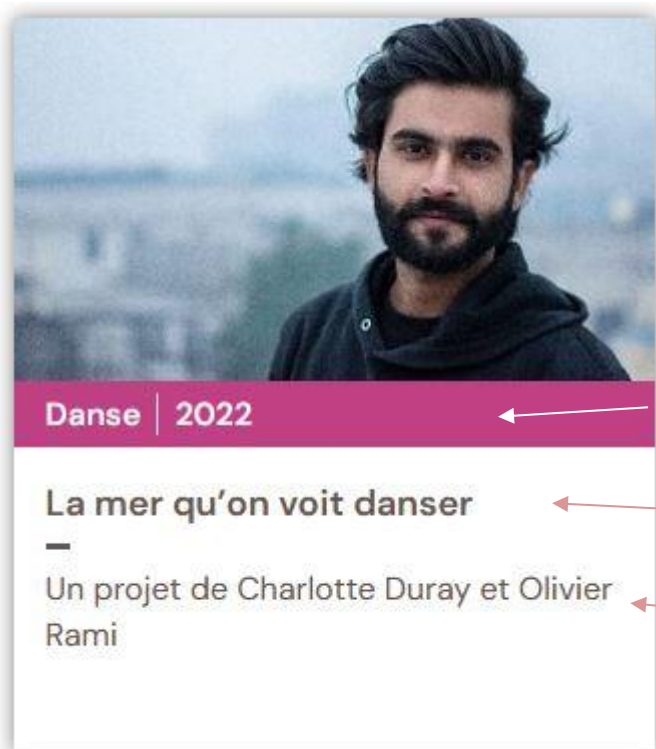 Danse | 2022
La mer qu’on voit danser
Un projet de Charlotte Duray et Olivier
Rami